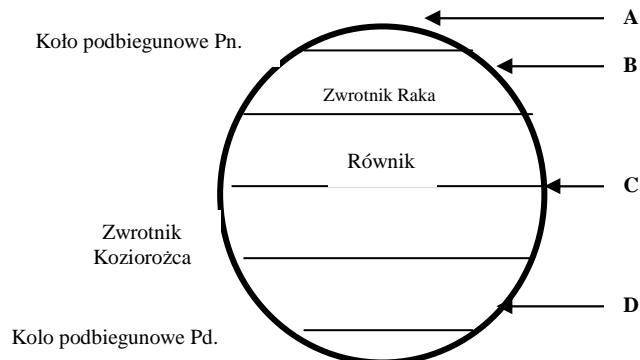 A
Koło podbiegunowe Pn.
B
Zwrotnik Raka
Równik
C
Zwrotnik
Koziorożca
D
Kolo podbiegunowe Pd.